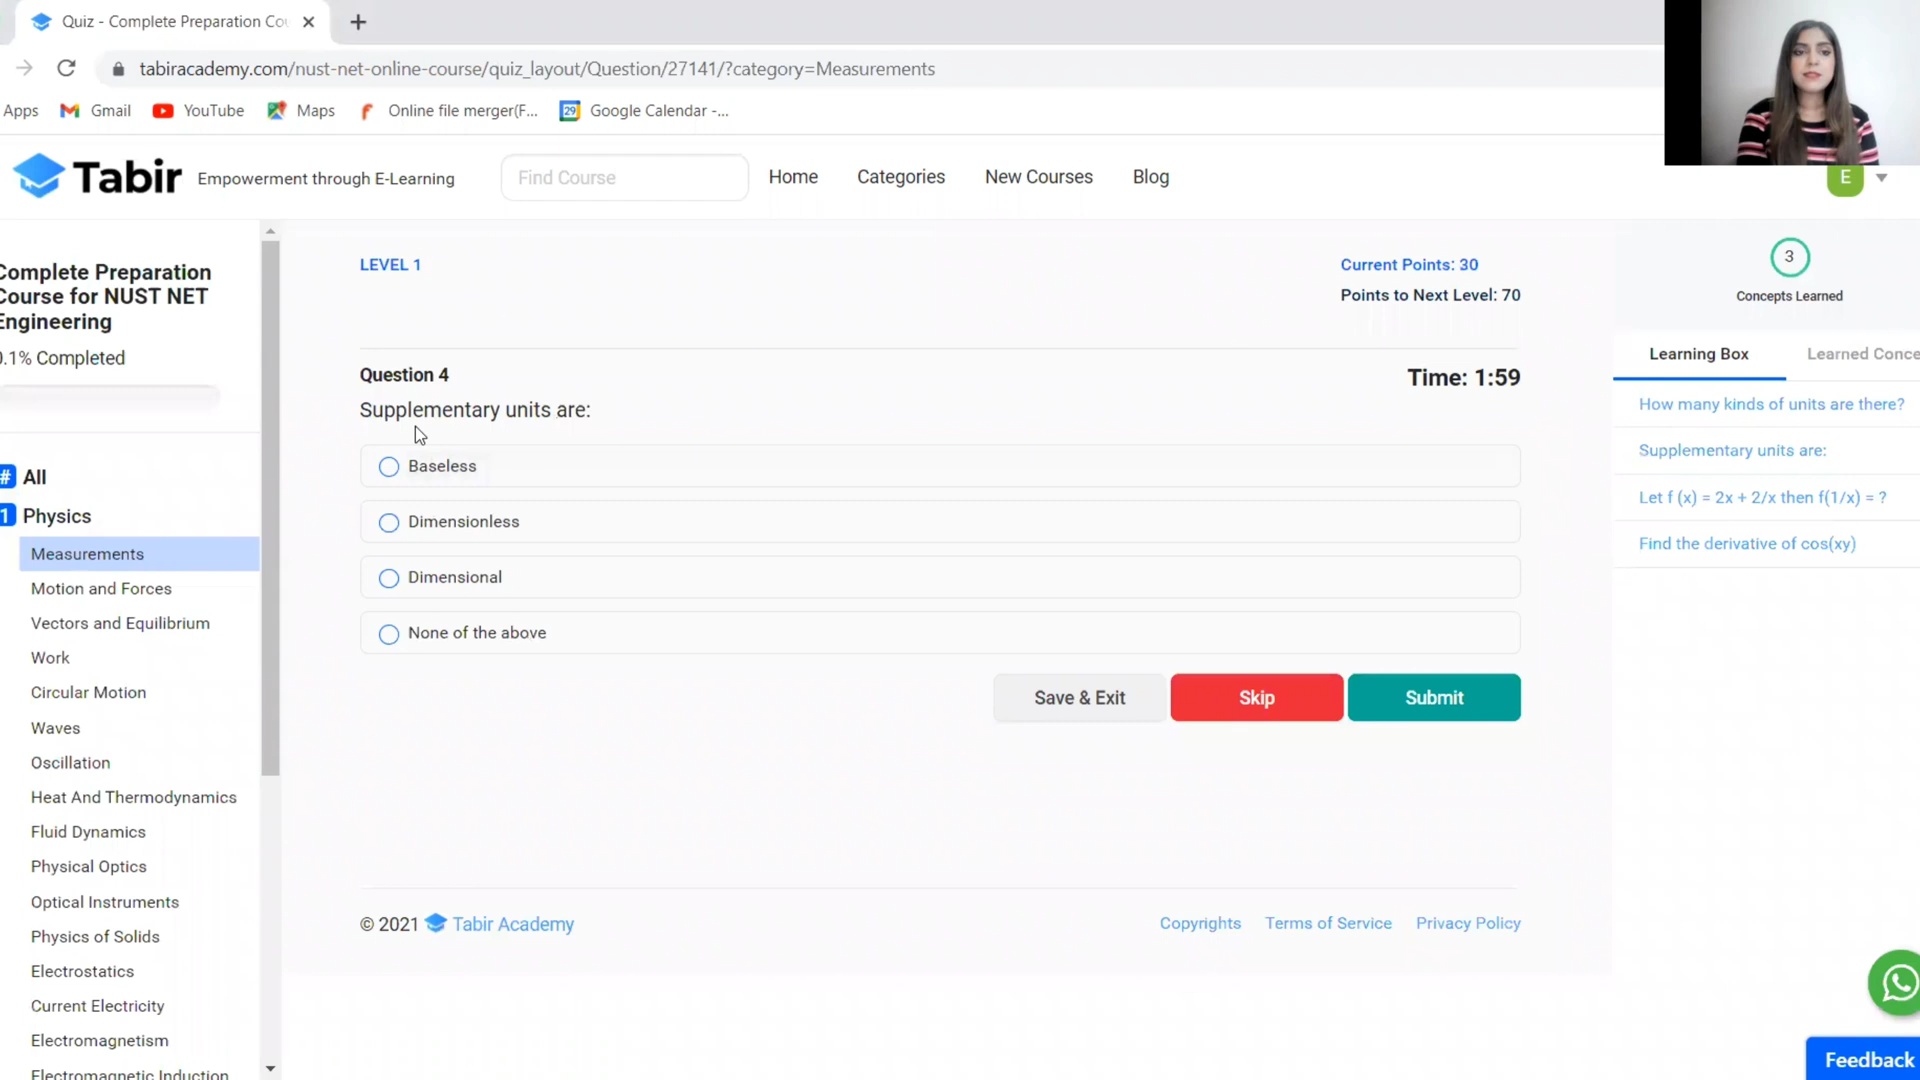 Quiz - Complete Preparation Co
tabiracademy.com/nust-net-online-course/quiz_layout/Question/27141/?category=Measurements
Apps
Gmail
YouTube
Maps
Online file merger(F...
29
Google Calendar -...
Tabir
Empowerment through E-Learning
Find Course
Home
Categories
New Courses
Blog
E
Complete Preparation
Course for NUST NET
Engineering
0.1% Completed
# All
1 Physics
Measurements
Motion and Forces
Vectors and Equilibrium
Work
Circular Motion
Waves
Oscillation
Heat And Thermodynamics
Fluid Dynamics
Physical Optics
Optical Instruments
Physics of Solids
Electrostatics
Current Electricity
Electromagnetism
Electromagnetic Induction
LEVEL 1
Current Points: 30
Points to Next Level: 70
Question 4
Time: 1:59
Supplementary units are:
Baseless
Dimensionless
Dimensional
None of the above
Save & Exit
Skip
Submit
© 2021 Tabir Academy
Copyrights
Terms of Service
Privacy Policy
3
Concepts Learned
Learning Box
Learned Conce
How many kinds of units are there?
Supplementary units are:
Let f (x) = 2x + 2/x then f(1/x) = ?
Find the derivative of cos(xy)
Feedback